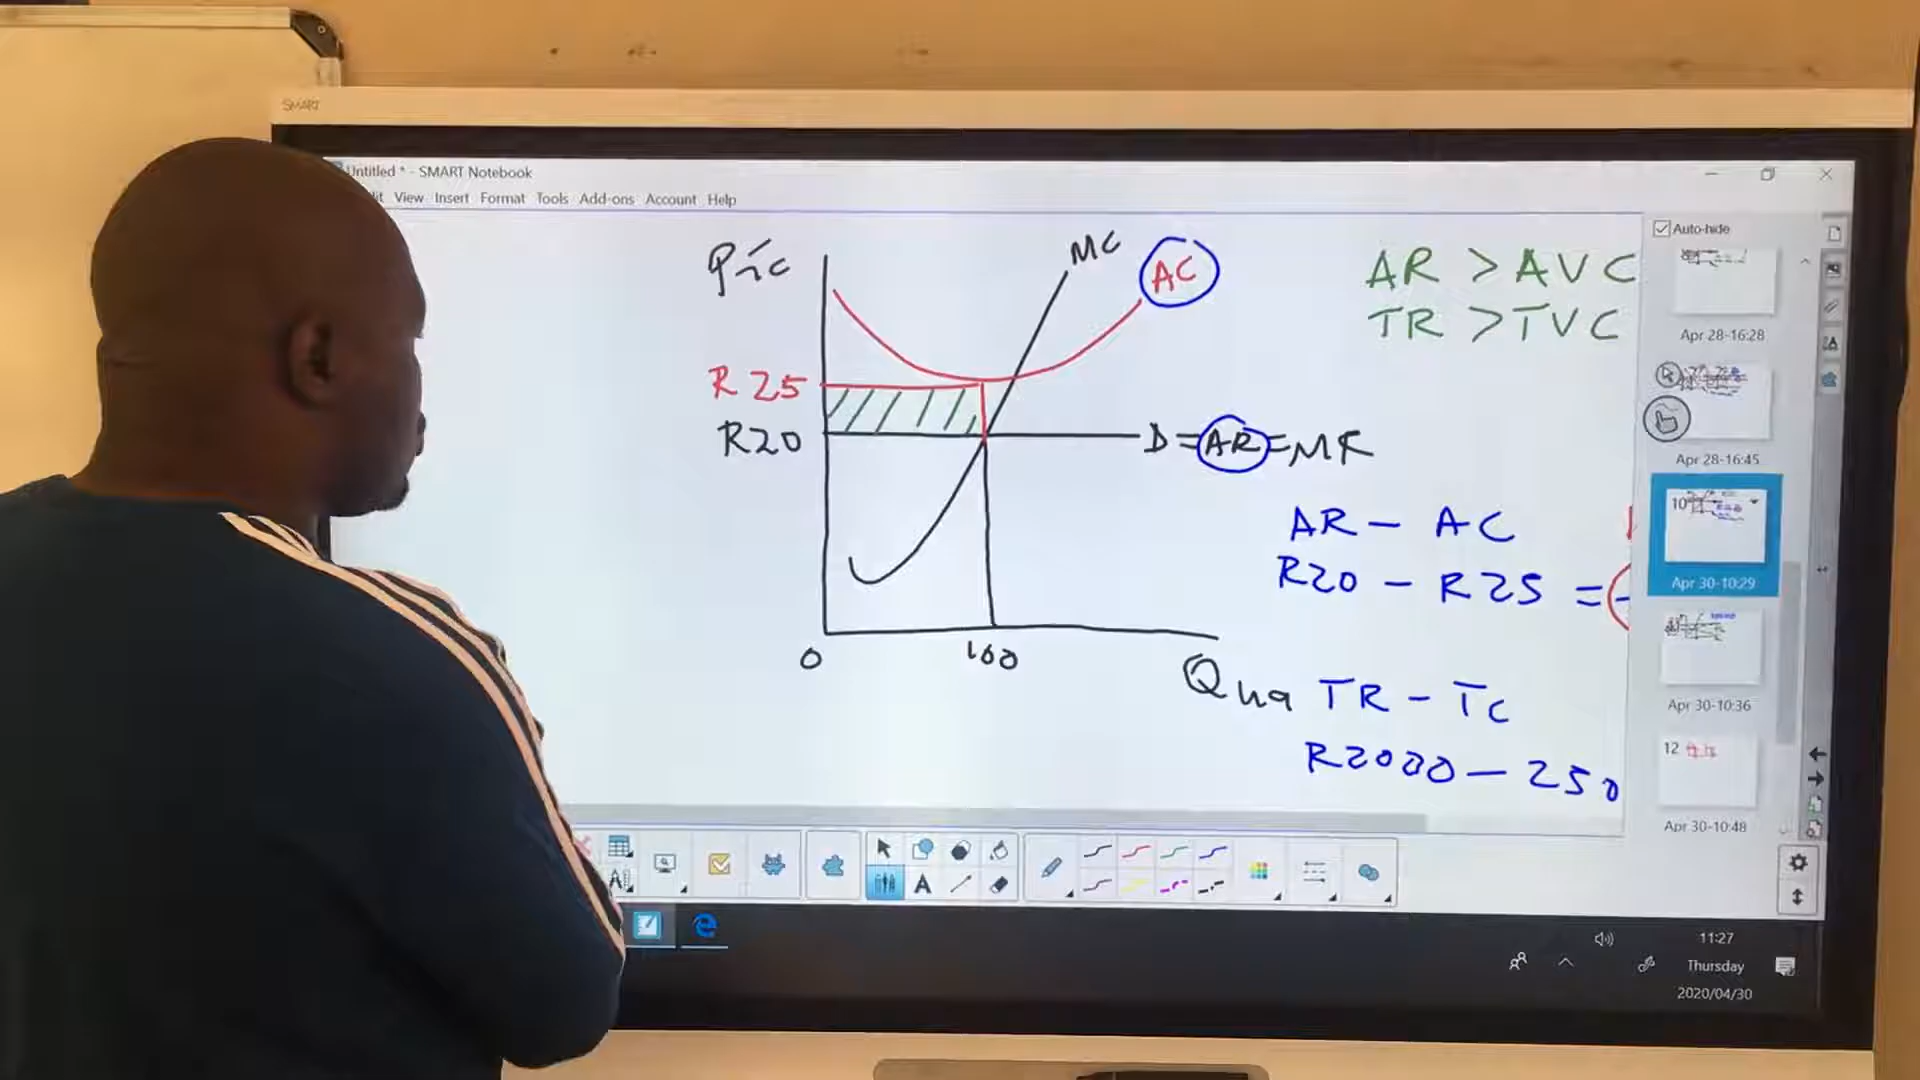 SMART
Untitled * - SMART Notebook
View Insert Format Tools Add-ons Account Help
Auto-hide
Pric
MC
AC
AR > AVC
TR > TVC
Apr 28-16:28
R 25
R20
D = AR = MR
Apr 28-16:45
AR - AC
R20 - R25 = -
10
Apr 30-10:29
0
100
Qua
TR - TC
R2000 - 250
Apr 30-10:36
12
Apr 30-10:48
A
11:27
Thursday
2020/04/30